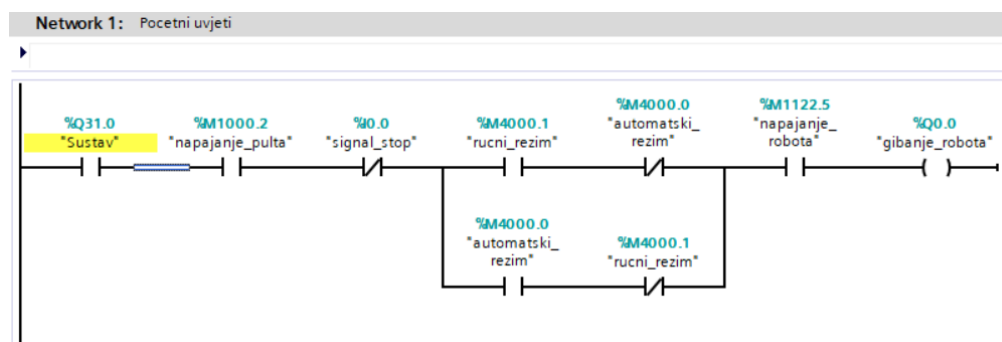 Network 1: Pocetni uvjeti
%Q31.0
"Sustav"
%M1000.2
"napajanje_pulta"
%I0.0
"signal_stop"
%M4000.1
"rucni_rezim"
%M4000.0
"automatski_
rezim"
%M1122.5
"napajanje_
robota"
%Q0.0
"gibanje_robota"
%M4000.0
"automatski_
rezim"
%M4000.1
"rucni_rezim"